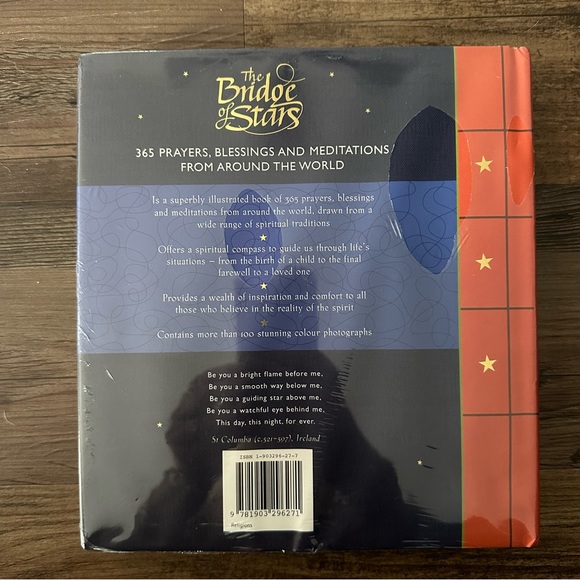 The
Bridge
of Stars
365 PRAYERS, BLESSINGS AND MEDITATIONS
FROM AROUND THE WORLD
Is a superbly illustrated book of 365 prayers, blessings
and meditations from around the world, drawn from a
wide range of spiritual traditions
Offers a spiritual compass to guide us through life's
situations – from the birth of a child to the final
farewell to a loved one
Provides a wealth of inspiration and comfort to all
those who believe in the reality of the spirit
Contains more than 100 stunning colour photographs
Be you a bright flame before me,
Be you a smooth way below me,
Be you a guiding star above me,
Be you a watchful eye behind me,
This day, this night, for ever.
St Columba (c.521-597), Ireland
ISBN 1-903296-27-7
9 781903 296271
Religions